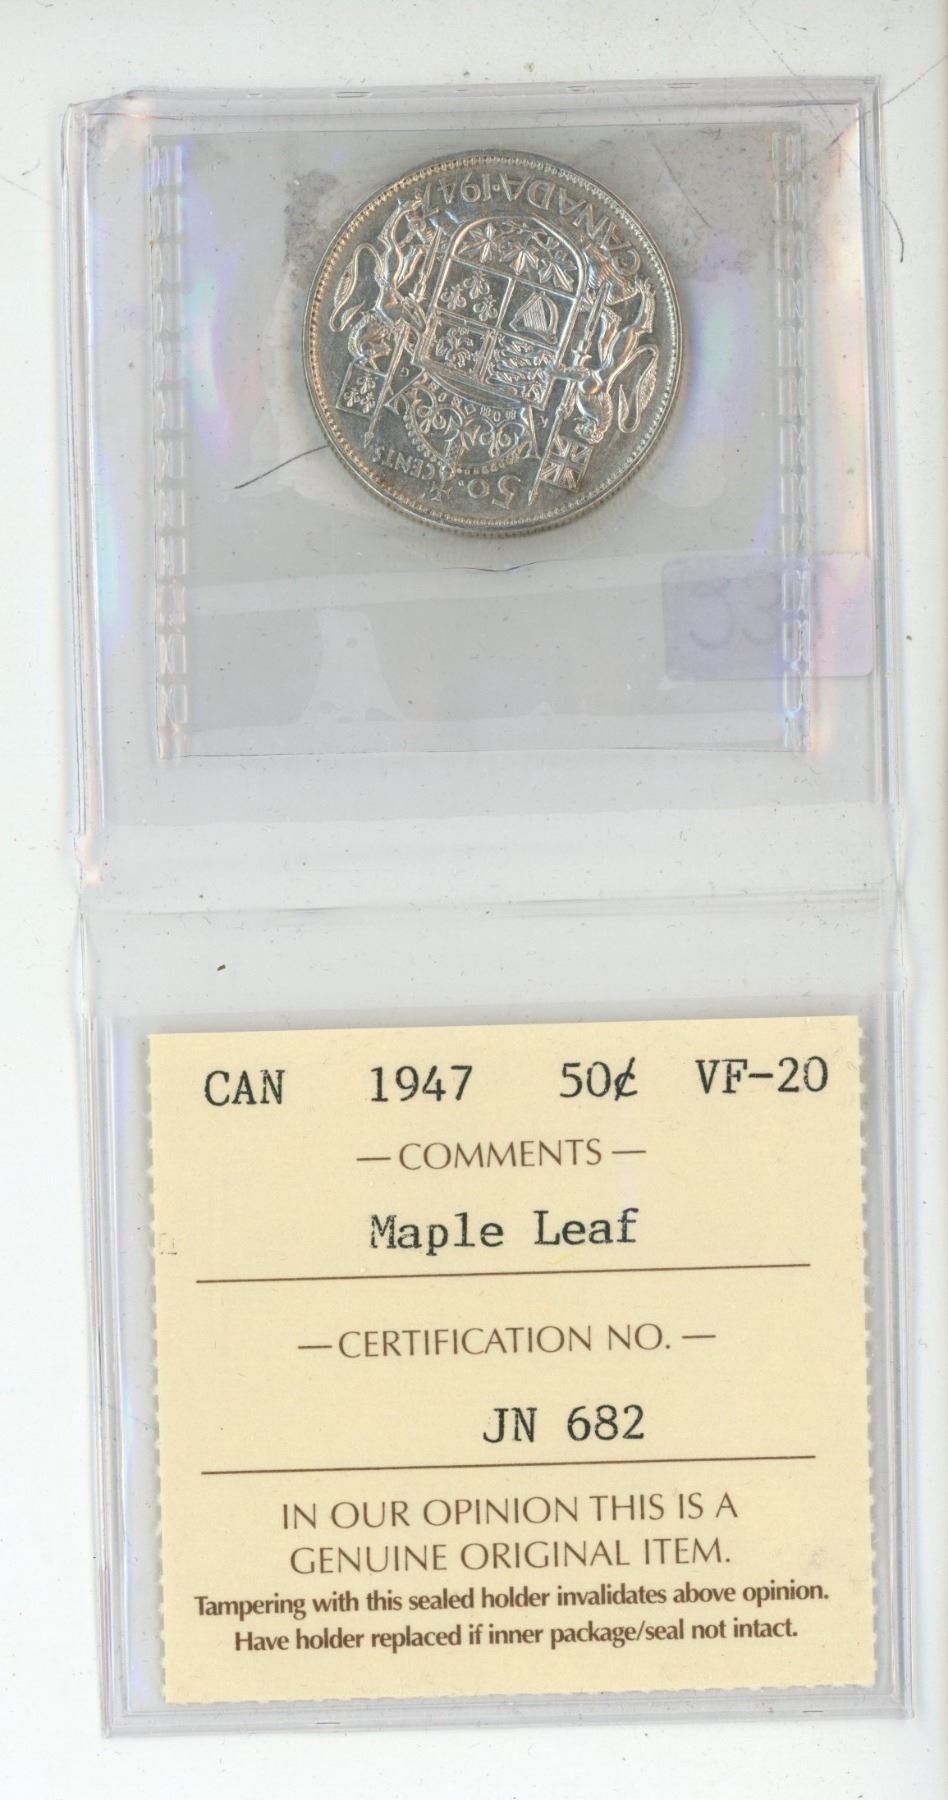 CANADA·1947
DOMINION
K G
50. CENTS
CAN 1947 50¢ VF-20
—COMMENTS—
Maple Leaf
—CERTIFICATION NO.—
JN 682
IN OUR OPINION THIS IS A
GENUINE ORIGINAL ITEM.
Tampering with this sealed holder invalidates above opinion.
Have holder replaced if inner package/seal not intact.